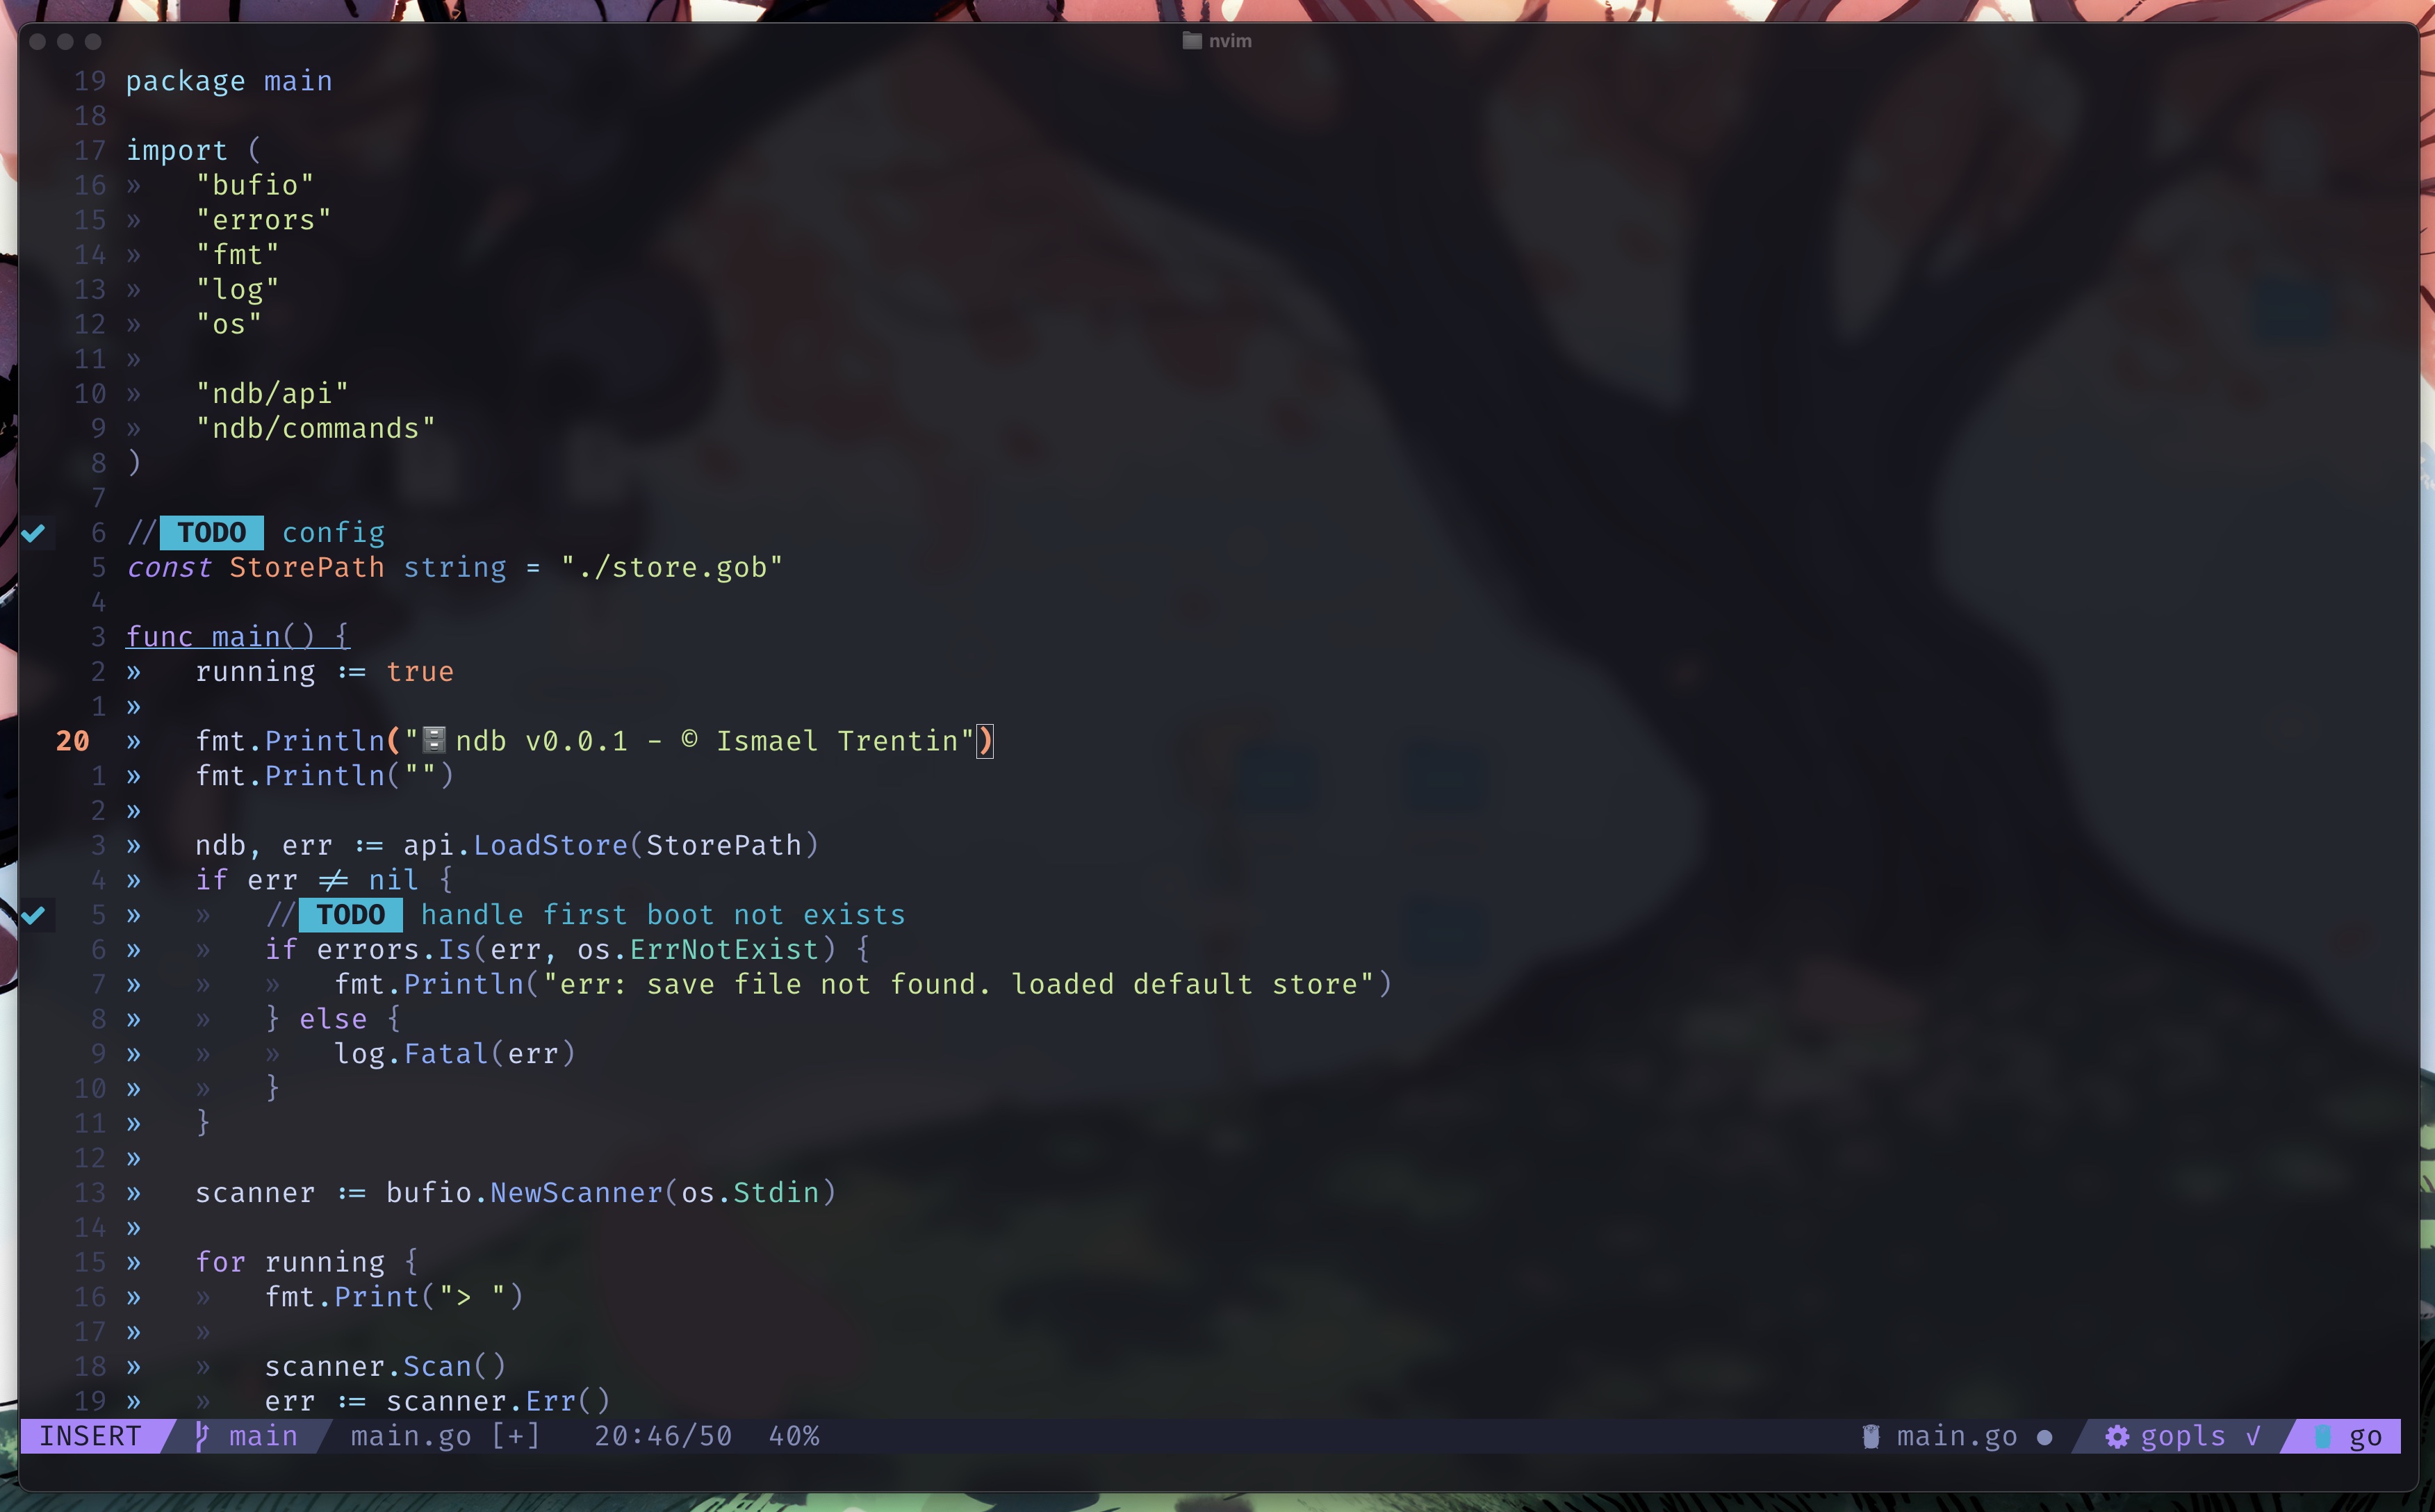 nvim
19 package main
18
17 import (
16 »   "bufio"
15 »   "errors"
14 »   "fmt"
13 »   "log"
12 »   "os"
11 »
10 »   "ndb/api"
9 »   "ndb/commands"
8 )
7
6 // TODO config
5 const StorePath string = "./store.gob"
4
3 func main() {
2 »   running := true
1 »
20 »   fmt.Println("🗄️ndb v0.0.1 - © Ismael Trentin")
1 »   fmt.Println("")
2 »
3 »   ndb, err := api.LoadStore(StorePath)
4 »   if err != nil {
5 »   »   // TODO handle first boot not exists
6 »   »   if errors.Is(err, os.ErrNotExist) {
7 »   »   »   fmt.Println("err: save file not found. loaded default store")
8 »   »   } else {
9 »   »   »   log.Fatal(err)
10 »   »   }
11 »   }
12 »
13 »   scanner := bufio.NewScanner(os.Stdin)
14 »
15 »   for running {
16 »   »   fmt.Print("> ")
17 »   »
18 »   »   scanner.Scan()
19 »   »   err := scanner.Err()
INSERT main main.go [+] 20:46/50 40% main.go ● gopls √ go